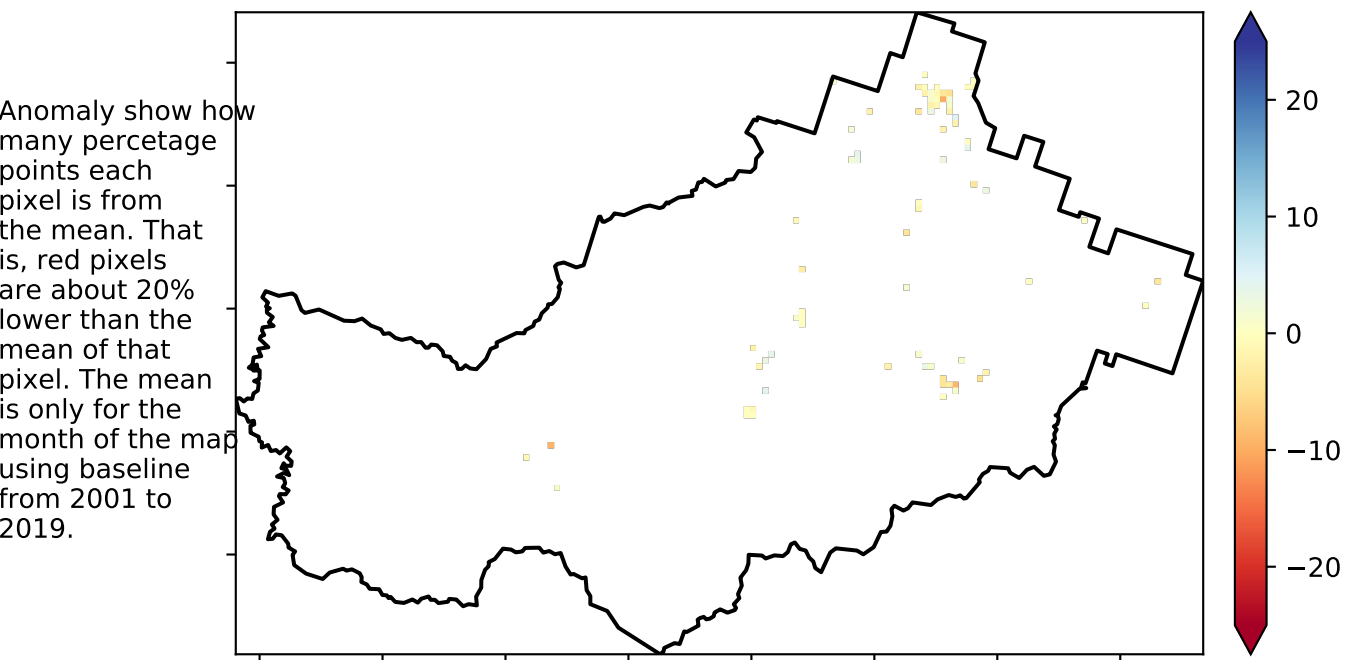 Anomaly show how
many percetage
points each
pixel is from
the mean. That
is, red pixels
are about 20%
lower than the
mean of that
pixel. The mean
is only for the
month of the map
using baseline
from 2001 to
2019.
20
10
0
−10
−20